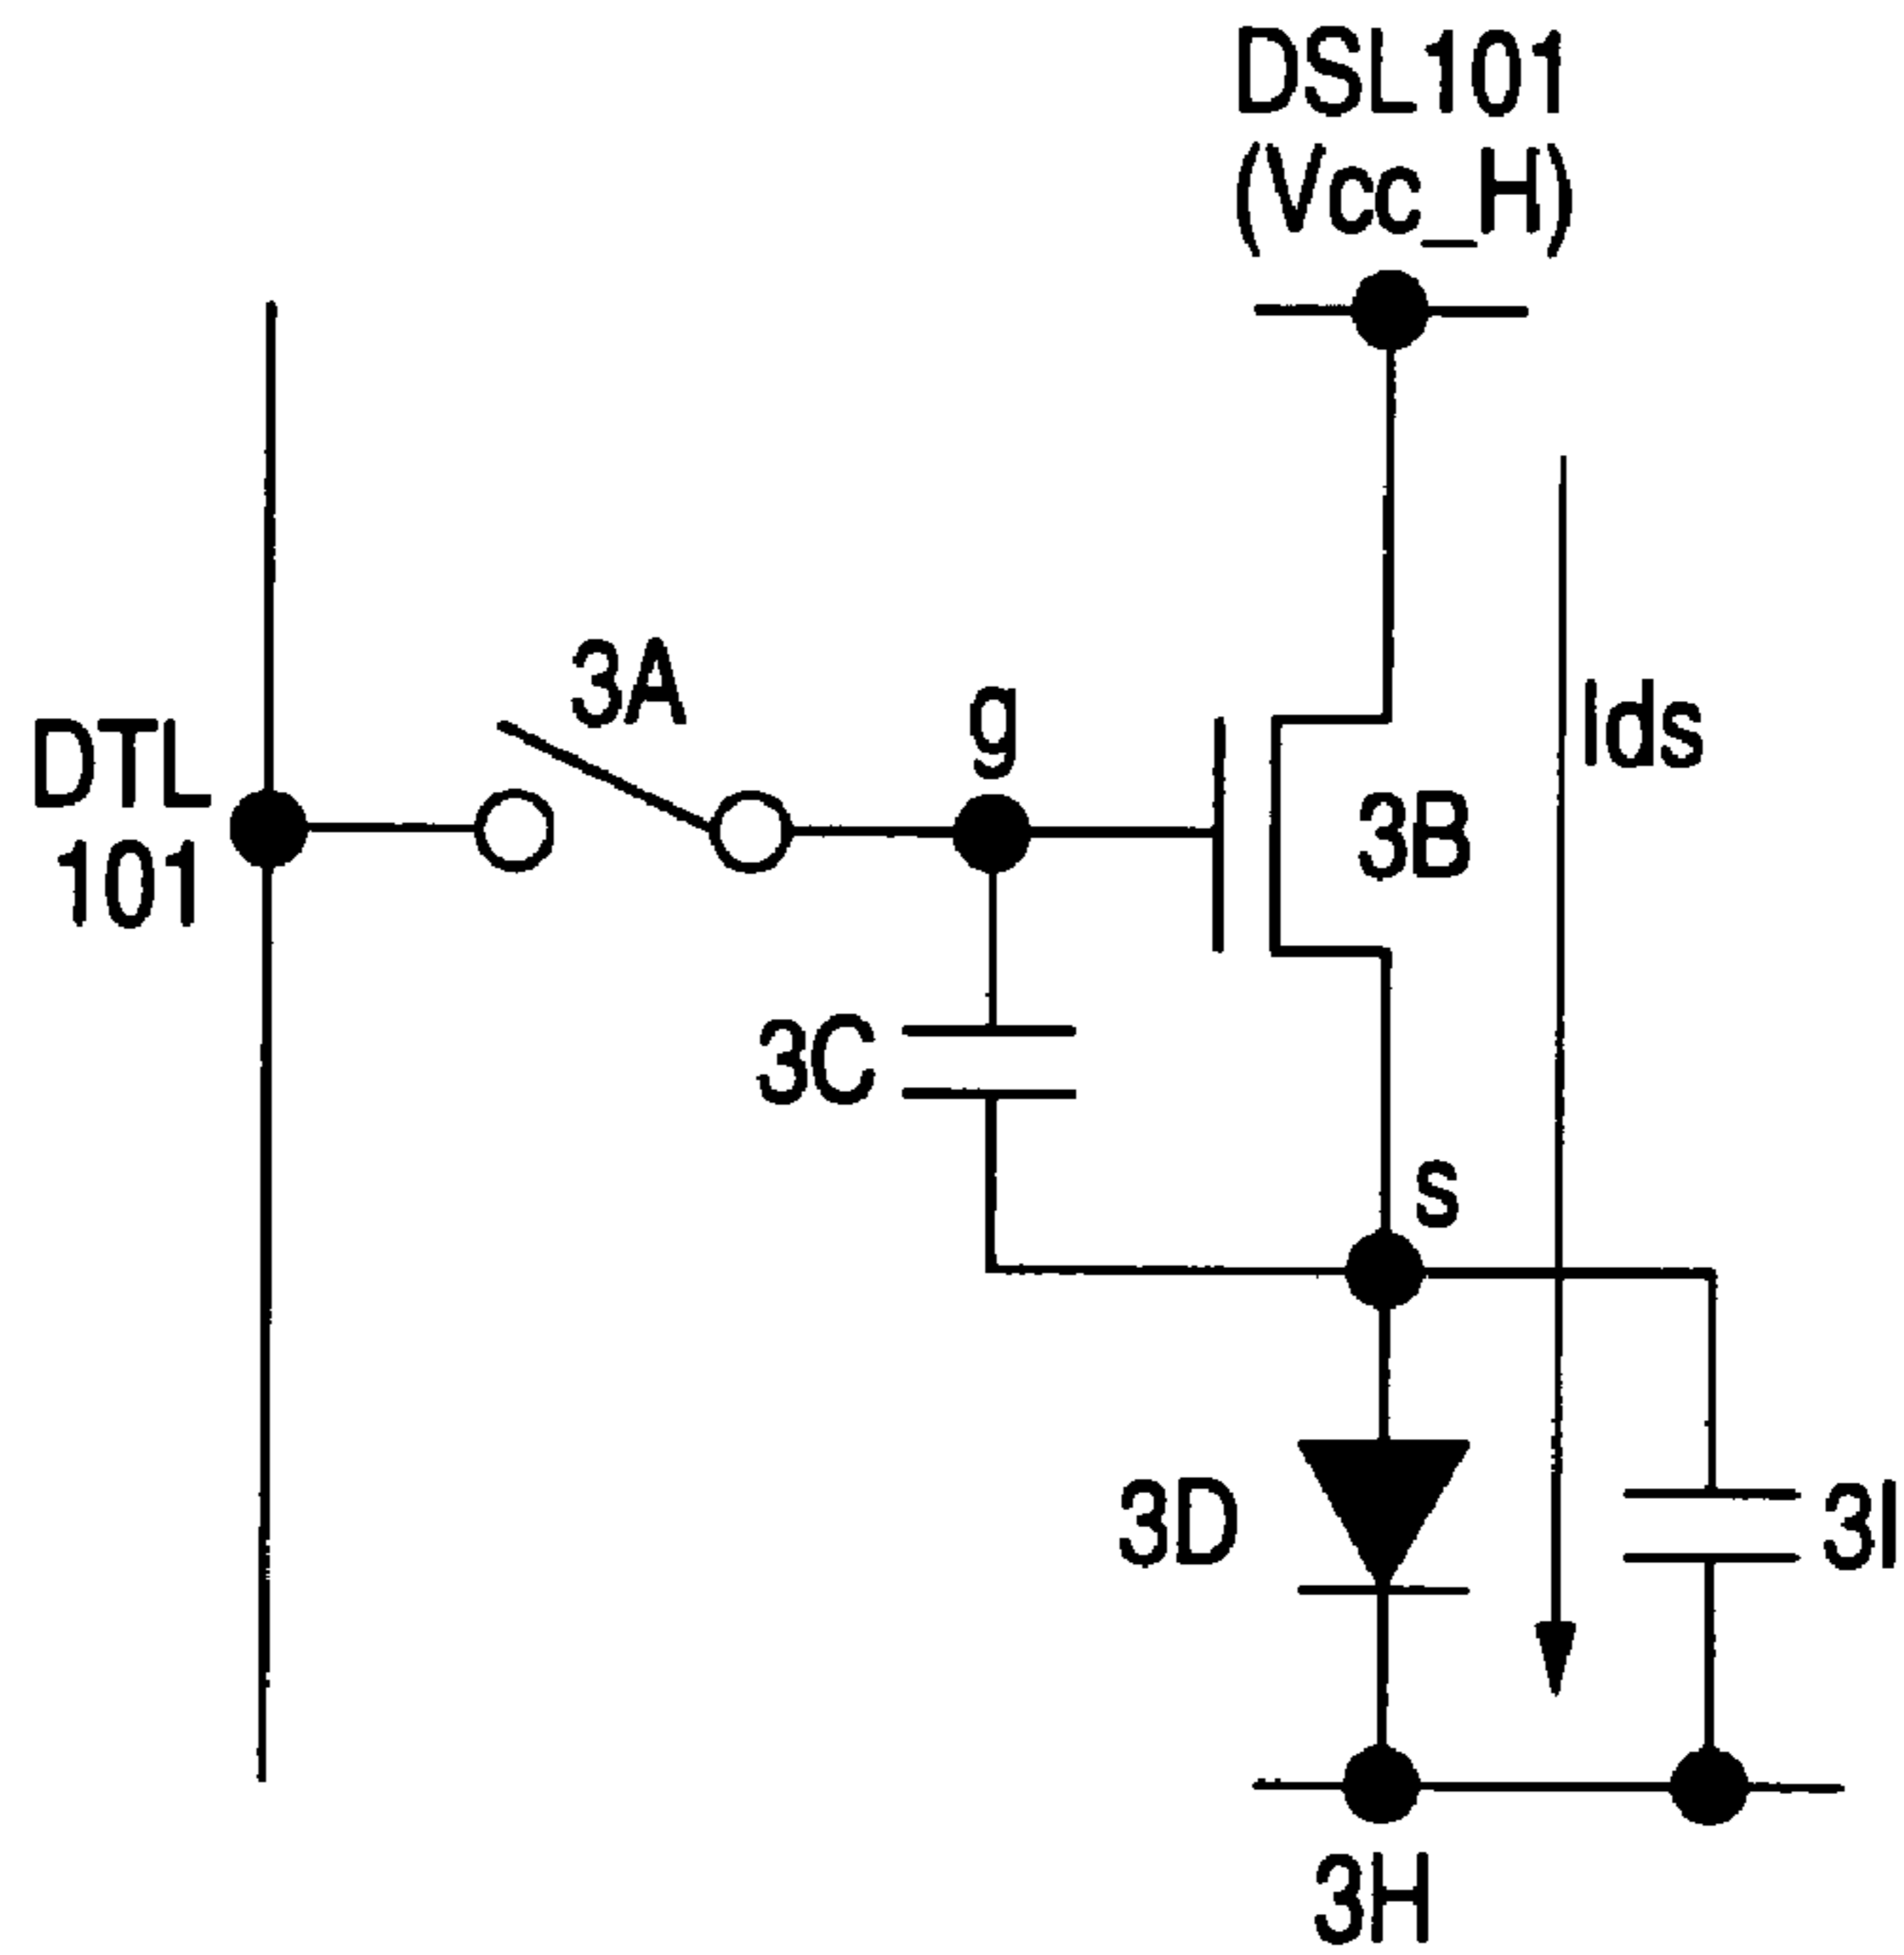 DSL101
(Vcc_H)
3A
g
Ids
DTL
101
3B
3C
s
3D
3I
3H